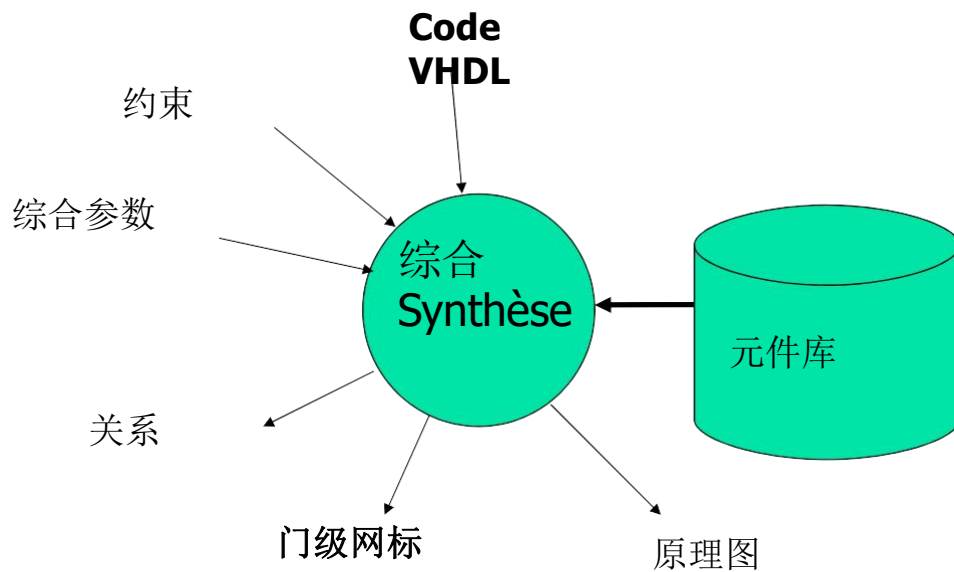 Code
VHDL
约束
综合参数
综合
Synthèse
元件库
关系
门级网标
原理图